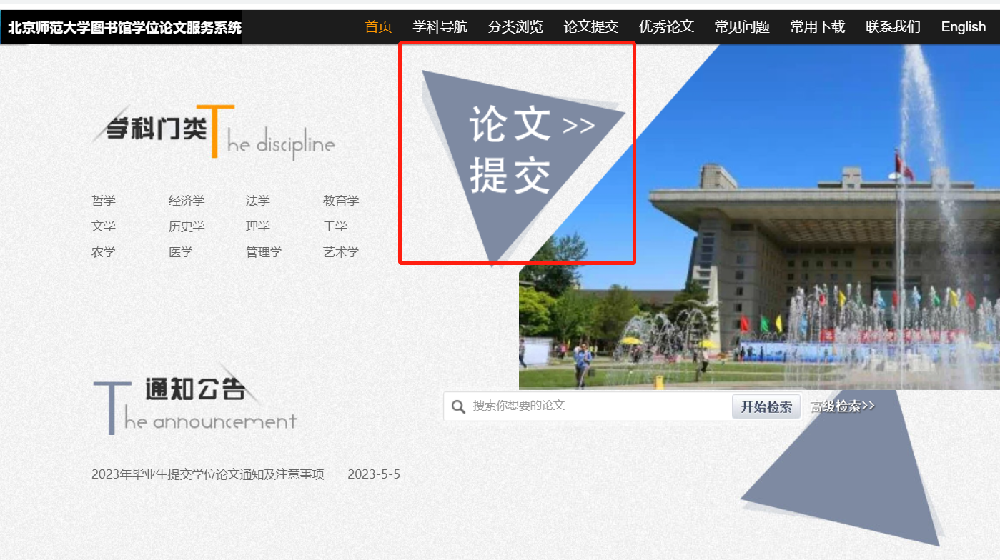 北京师范大学图书馆学位论文服务系统
首页 学科导航 分类浏览 论文提交 优秀论文 常见问题 常用下载 联系我们 English
学科门类
The discipline
哲学 经济学 法学 教育学
文学 历史学 理学 工学
农学 医学 管理学 艺术学
论文 >>
提交
通知公告
The announcement
2023年毕业生提交学位论文通知及注意事项 2023-5-5
搜索你想要的论文 开始检索 高级检索>>